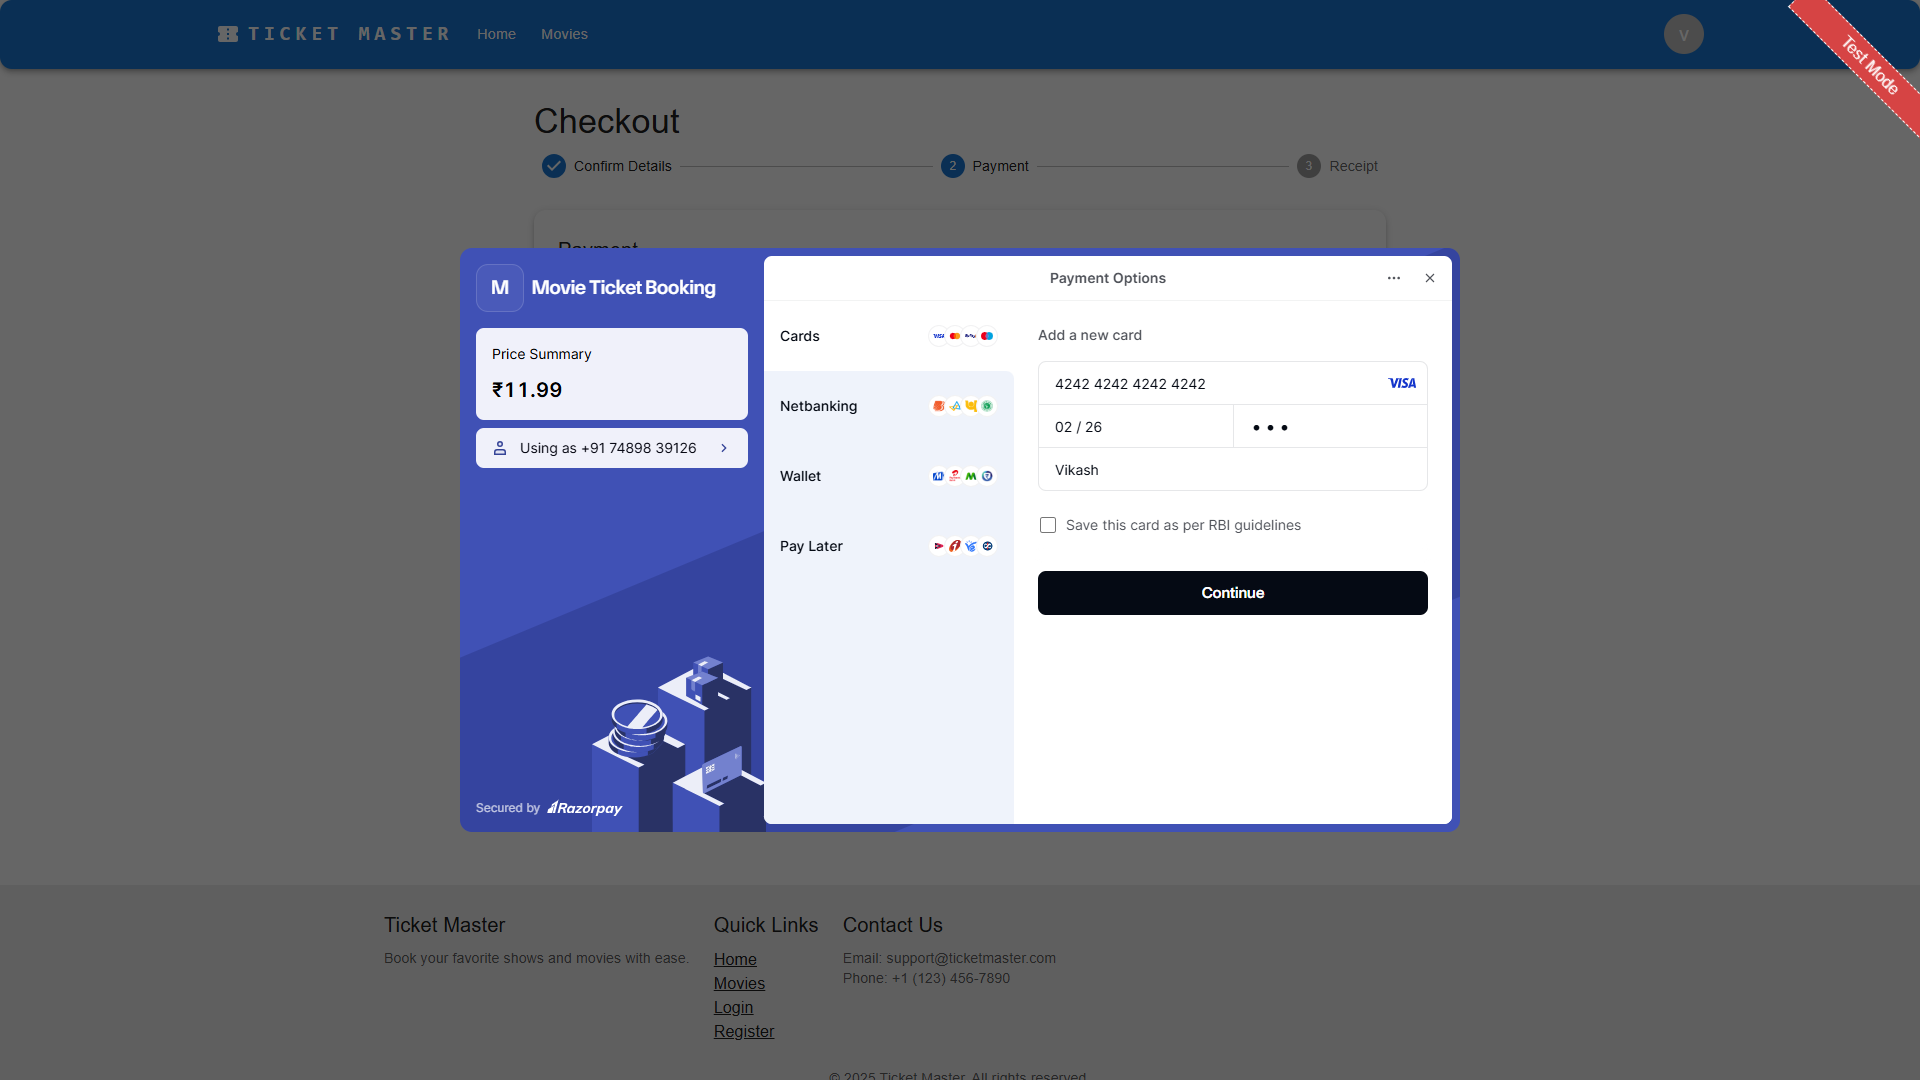 TICKET MASTER
Home
Movies
V
Test Mode
Checkout
Confirm Details
2
Payment
3
Receipt
Payment
M
Movie Ticket Booking
Price Summary
₹11.99
Using as +91 74898 39126
Secured by Razorpay
Payment Options
Cards
VISA
Netbanking
Wallet
Pay Later
Add a new card
4242 4242 4242 4242
VISA
02 / 26
Vikash
Save this card as per RBI guidelines
Continue
Ticket Master
Book your favorite shows and movies with ease.
Quick Links
Home
Movies
Login
Register
Contact Us
Email: support@ticketmaster.com
Phone: +1 (123) 456-7890
© 2025 Ticket Master. All rights reserved.